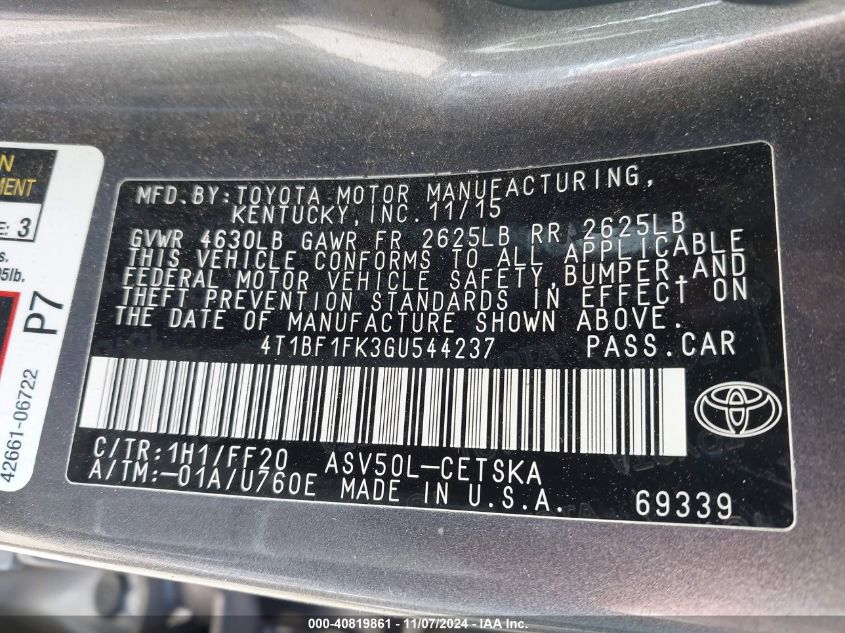 N
MENT
E: 3
s.
5lb.
P7
42661-06722
MFD.BY:TOYOTA MOTOR MANUFACTURING,
KENTUCKY,INC.11/15
GVWR 4630LB GAWR FR 2625LB RR 2625LB
THIS VEHICLE CONFORMS TO ALL APPLICABLE
FEDERAL MOTOR VEHICLE SAFETY,BUMPER,AND
THEFT PREVENTION STANDARDS IN EFFECT ON
THE DATE OF MANUFACTURE SHOWN ABOVE.
4T1BF1FK3GU544237 PASS.CAR
C/TR:1H1/FF20 ASV50L-CETSKA
A/TM:-01A/U760E MADE IN U.S.A.
69339
000-40819861 - 11/07/2024 - IAA Inc.